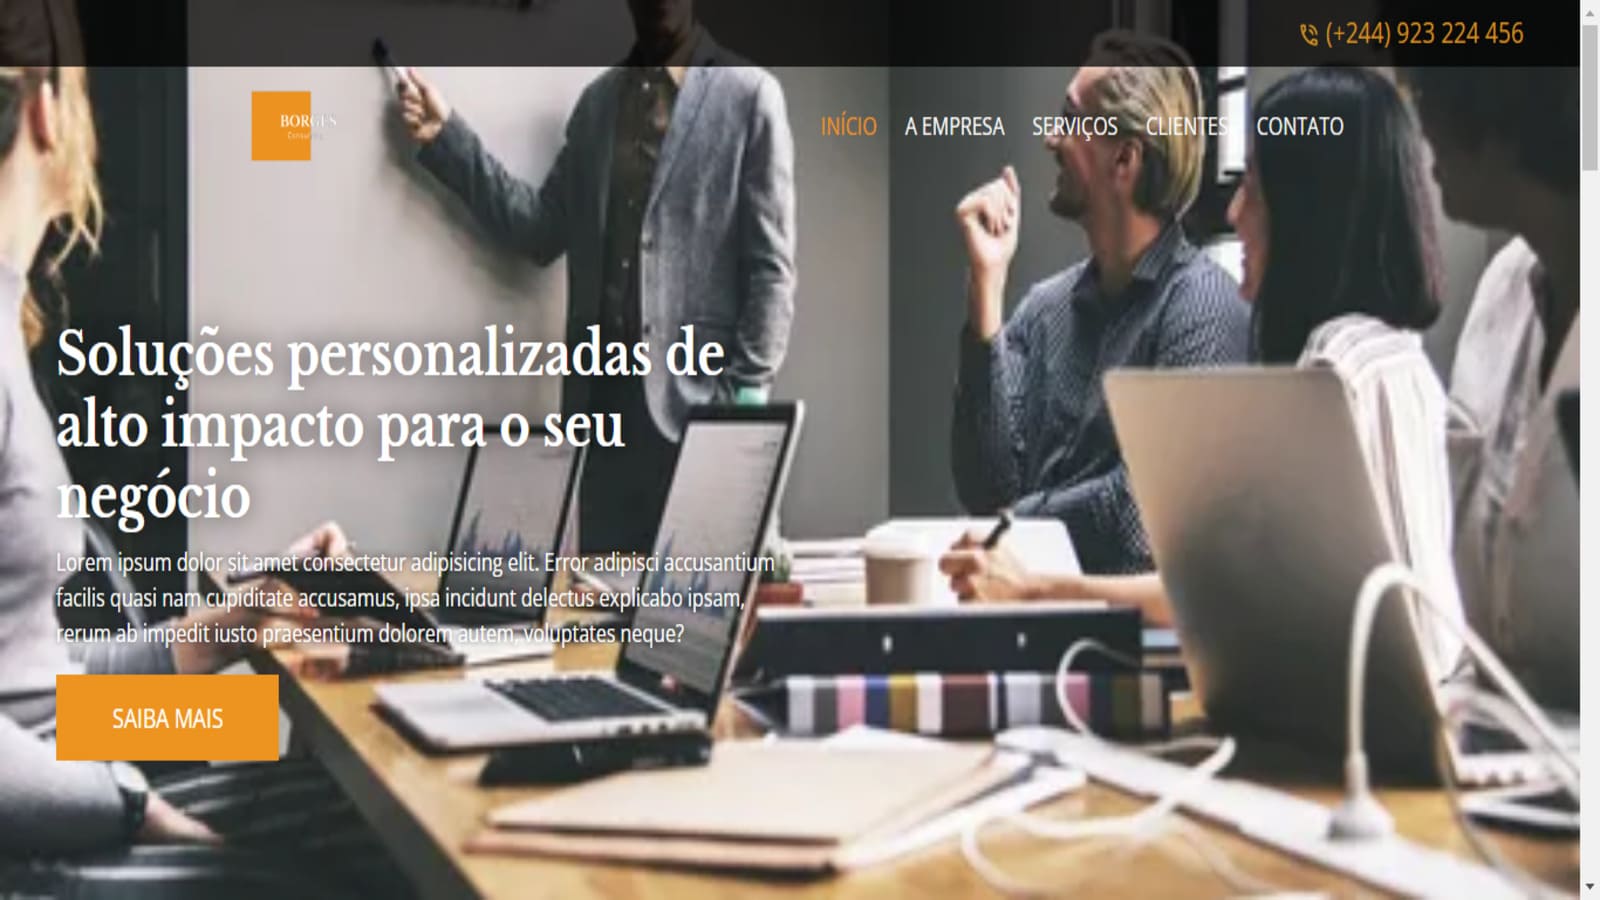 (+244) 923 224 456
BORGES
INÍCIO A EMPRESA SERVIÇOS CLIENTES CONTATO
Soluções personalizadas de
alto impacto para o seu
negócio
Lorem ipsum dolor sit amet consectetur adipisicing elit. Error adipisci accusantium
facilis quasi nam cupiditate accusamus, ipsa incidunt delectus explicabo ipsam,
rerum ab impedit iusto praesentium dolorem autem, voluptates neque?
SAIBA MAIS